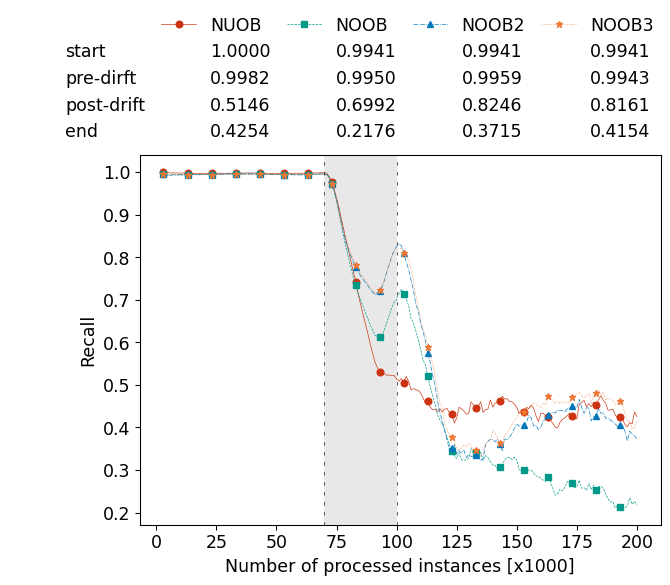 NUOB NOOB NOOB2 NOOB3
start 1.0000 0.9941 0.9941 0.9941
pre-dirft 0.9982 0.9950 0.9959 0.9943
post-drift 0.5146 0.6992 0.8246 0.8161
end 0.4254 0.2176 0.3715 0.4154
1.0
0.9
0.8
0.7
0.6
0.5
0.4
0.3
0.2
Recall
0 25 50 75 100 125 150 175 200
Number of processed instances [x1000]